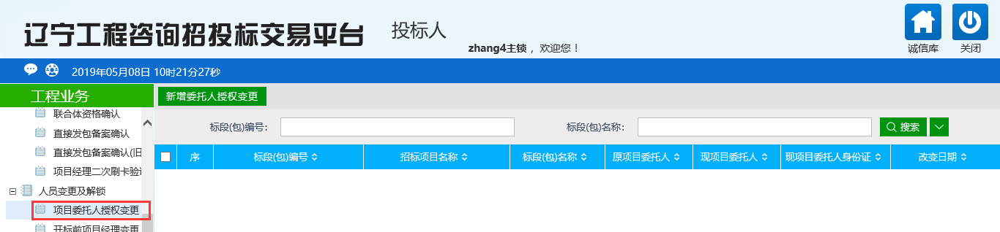 辽宁工程咨询招投标交易平台
投标人
zhang4主锁 ，欢迎您！
诚信库
关闭
2019年05月08日 10时21分27秒
工程业务
联合体资格确认
直接发包备案确认
直接发包备案确认(旧
项目经理二次刷卡验
人员变更及解锁
项目委托人授权变更
开标前项目经理变更
新增委托人授权变更
标段(包)编号：
标段(包)名称：
搜索
序 标段(包)编号 招标项目名称 标段(包)名称 原项目委托人 现项目委托人 现项目委托人身份证 改变日期